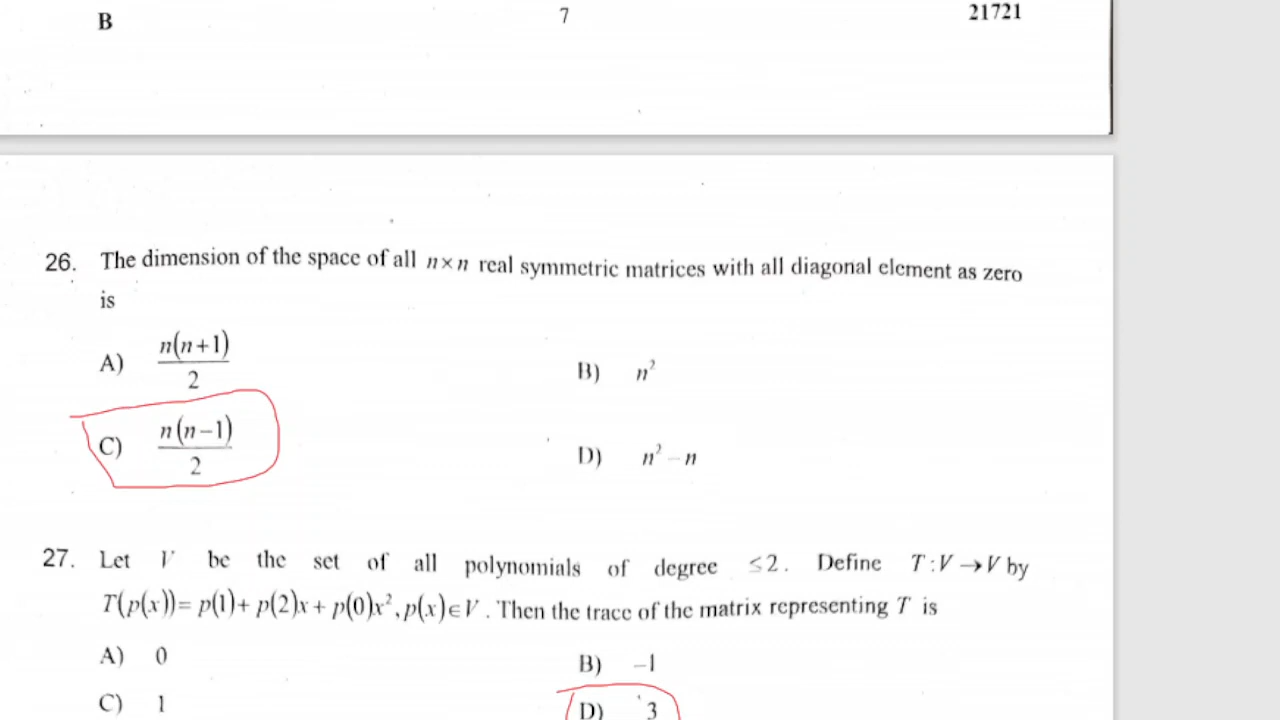 B 7 21721
26. The dimension of the space of all n×n real symmetric matrices with all diagonal element as zero
is
A) n(n+1)/2 B) n²
C) n(n−1)/2 D) n² − n
27. Let V be the set of all polynomials of degree ≤2. Define T:V→V by
T(p(x))= p(1)+ p(2)x + p(0)x², p(x)∈V. Then the trace of the matrix representing T is
A) 0 B) −1
C) 1 D) 3